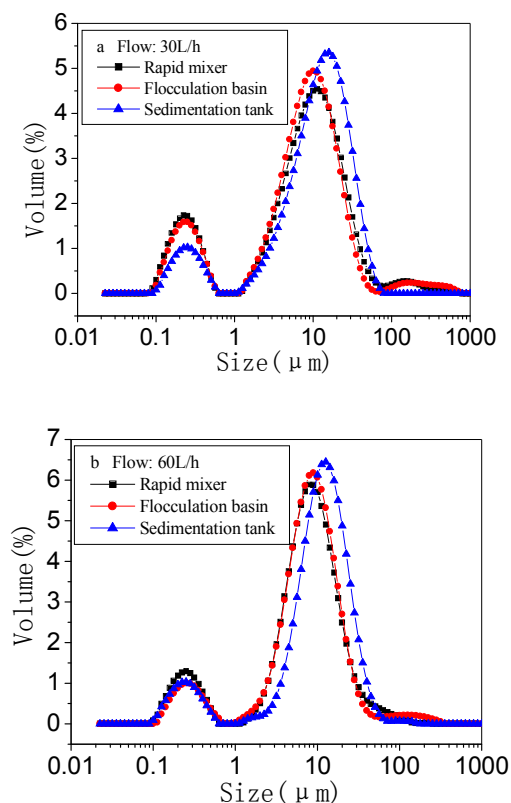 a Flow: 30L/h
Rapid mixer
Flocculation basin
Sedimentation tank
Volume(%)
6
5
4
3
2
1
0
0.01 0.1 1 10 100 1000
Size(μm)
b Flow: 60L/h
Rapid mixer
Flocculation basin
Sedimentation tank
Volume(%)
7
6
5
4
3
2
1
0
0.01 0.1 1 10 100 1000
Size(μm)